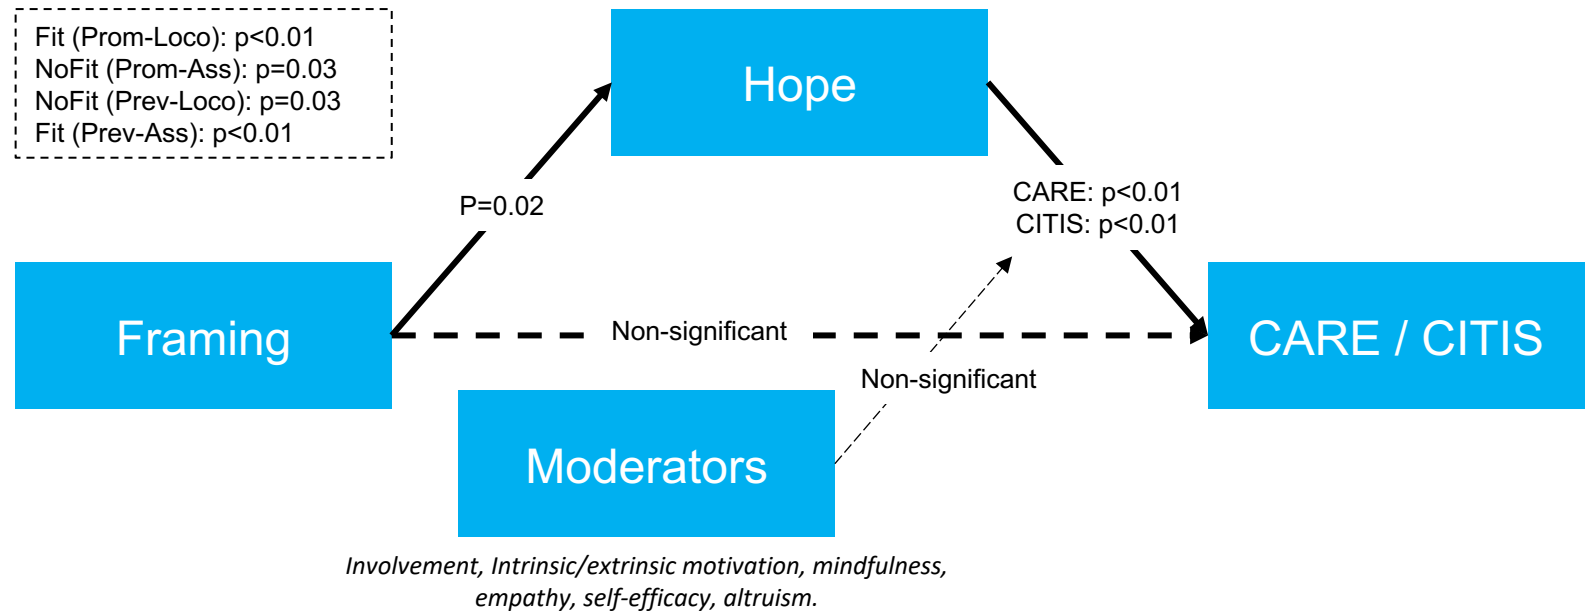 Fit (Prom-Loco): p<0.01
NoFit (Prom-Ass): p=0.03
NoFit (Prev-Loco): p=0.03
Fit (Prev-Ass): p<0.01
Hope
P=0.02
CARE: p<0.01
CITIS: p<0.01
Framing
Non-significant
CARE / CITIS
Non-significant
Moderators
Involvement, Intrinsic/extrinsic motivation, mindfulness,
empathy, self-efficacy, altruism.